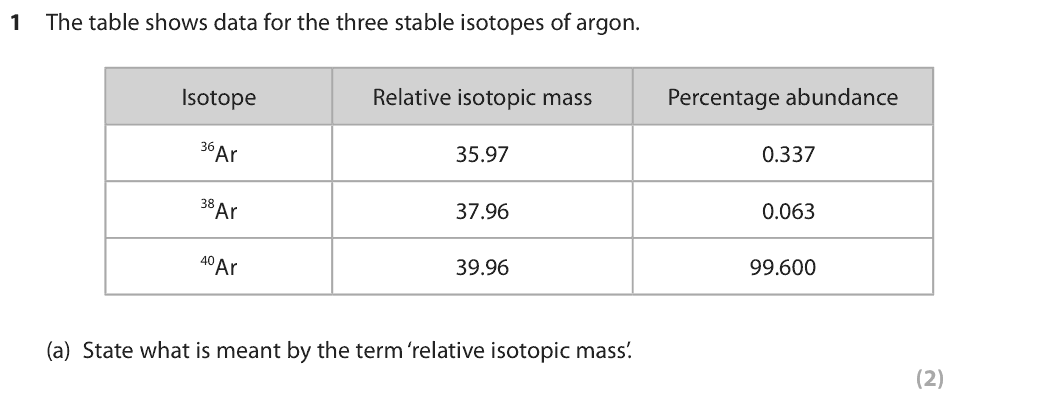 1 The table shows data for the three stable isotopes of argon.
Isotope Relative isotopic mass Percentage abundance
³⁶Ar 35.97 0.337
³⁸Ar 37.96 0.063
⁴⁰Ar 39.96 99.600
(a) State what is meant by the term ‘relative isotopic mass’.
(2)